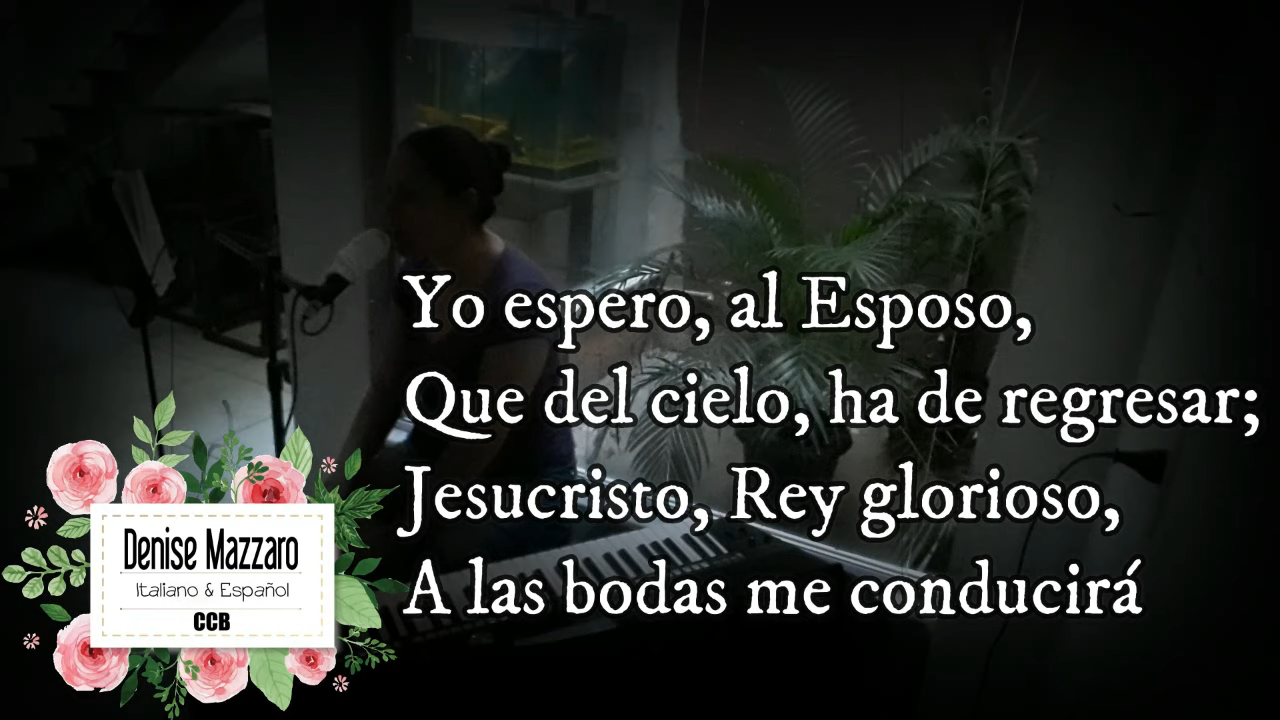 Yo espero, al Esposo,
Que del cielo, ha de regresar;
Jesucristo, Rey glorioso,
A las bodas me conducirá
Denise Mazzaro
Italiano & Español
CCB